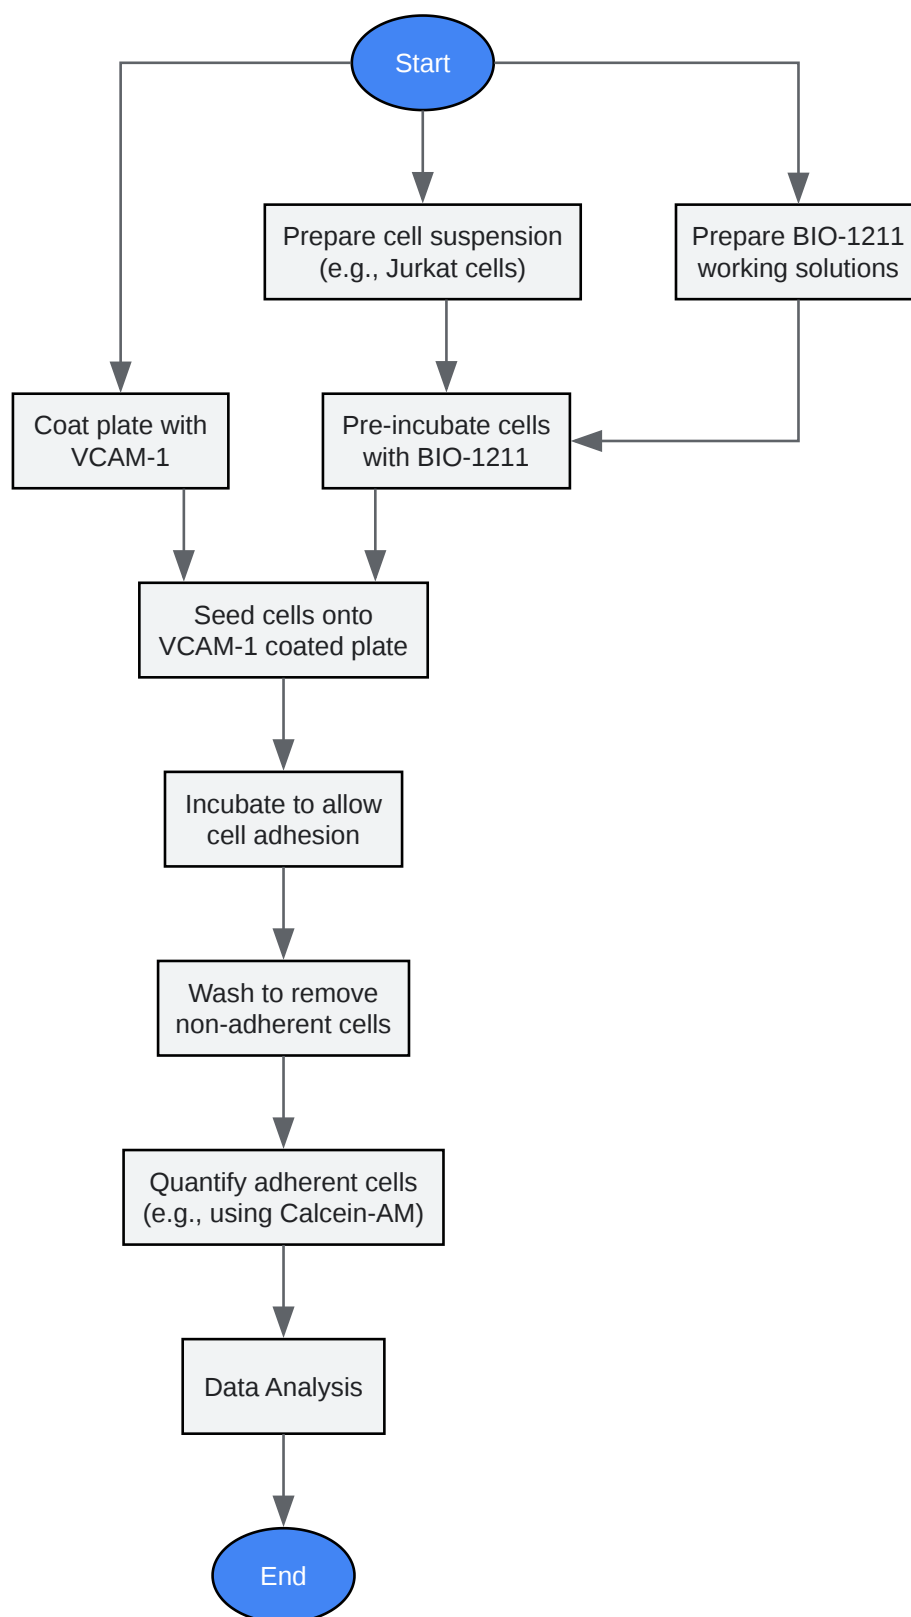 Start
Prepare cell suspension
(e.g., Jurkat cells)
Prepare BIO-1211
working solutions
Coat plate with
VCAM-1
Pre-incubate cells
with BIO-1211
Seed cells onto
VCAM-1 coated plate
Incubate to allow
cell adhesion
Wash to remove
non-adherent cells
Quantify adherent cells
(e.g., using Calcein-AM)
Data Analysis
End